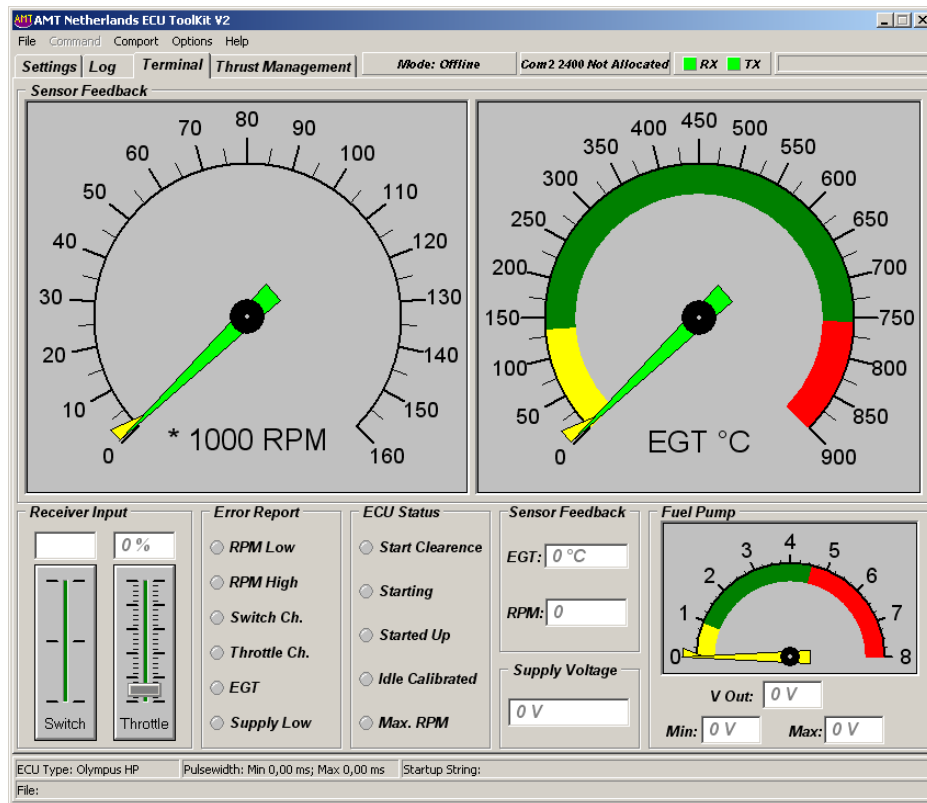 AMT AMT Netherlands ECU ToolKit V2
File Command Comport Options Help
Settings Log Terminal Thrust Management Mode: Offline Com2 2400 Not Allocated RX TX
Sensor Feedback
0 10 20 30 40 50 60 70 80 90 100 110 120 130 140 150 160
* 1000 RPM
0 50 100 150 200 250 300 350 400 450 500 550 600 650 700 750 800 850 900
EGT °C
Receiver Input
0 %
Switch Throttle
Error Report
RPM Low
RPM High
Switch Ch.
Throttle Ch.
EGT
Supply Low
ECU Status
Start Clearence
Starting
Started Up
Idle Calibrated
Max. RPM
Sensor Feedback
EGT: 0 °C
RPM: 0
Supply Voltage
0 V
Fuel Pump
0 1 2 3 4 5 6 7 8
V Out: 0 V
Min: 0 V Max: 0 V
ECU Type: Olympus HP Pulsewidth: Min 0,00 ms; Max 0,00 ms Startup String:
File: